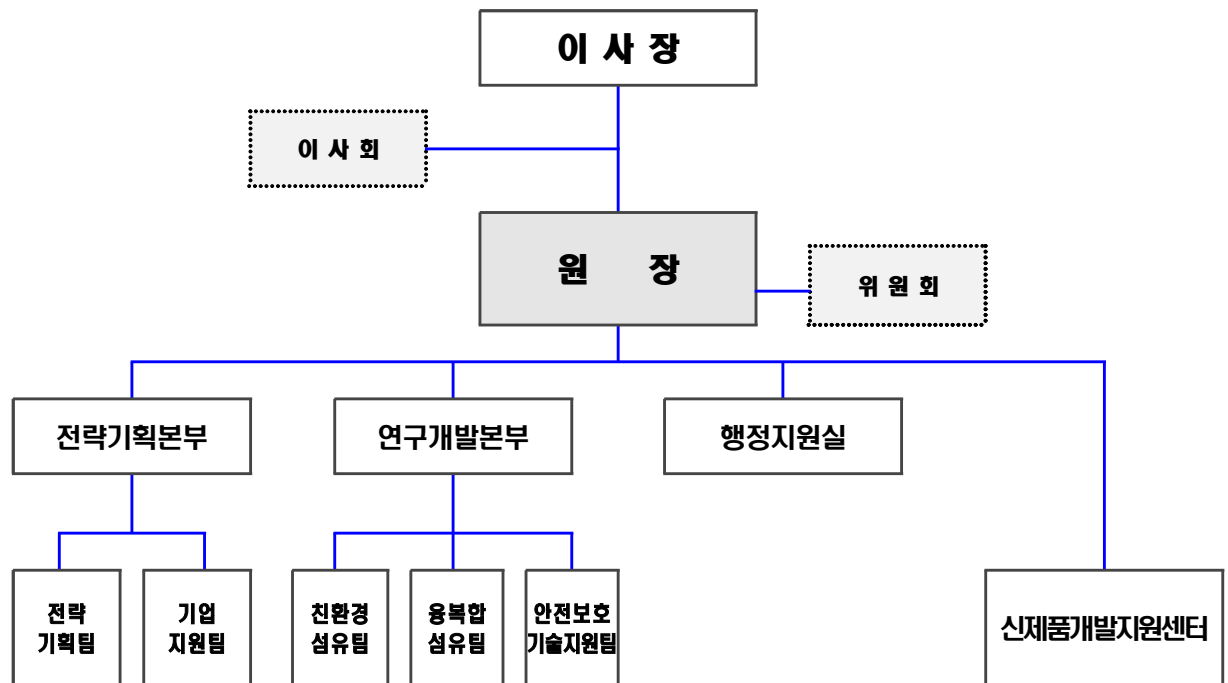 이 사 장
이 사 회
원 장
위 원 회
전략기획본부
연구개발본부
행정지원실
전략
기획팀
기업
지원팀
친환경
섬유팀
융복합
섬유팀
안전보호
기술지원팀
신제품개발지원센터